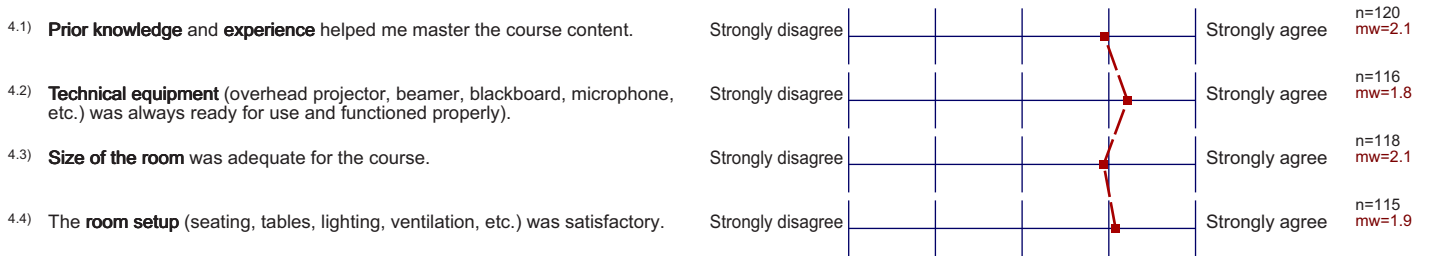 4.1) Prior knowledge and experience helped me master the course content. Strongly disagree Strongly agree n=120
mw=2.1
4.2) Technical equipment (overhead projector, beamer, blackboard, microphone, Strongly disagree Strongly agree n=116
etc.) was always ready for use and functioned properly). mw=1.8
4.3) Size of the room was adequate for the course. Strongly disagree Strongly agree n=118
mw=2.1
4.4) The room setup (seating, tables, lighting, ventilation, etc.) was satisfactory. Strongly disagree Strongly agree n=115
mw=1.9